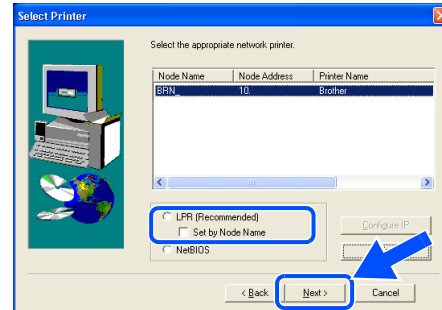 Select Printer
Select the appropriate network printer.
Node Name Node Address Printer Name
BRN_ 10. Brother
LPR (Recommended)
Set by Node Name
Configure IP
NetBIOS
< Back Next > Cancel